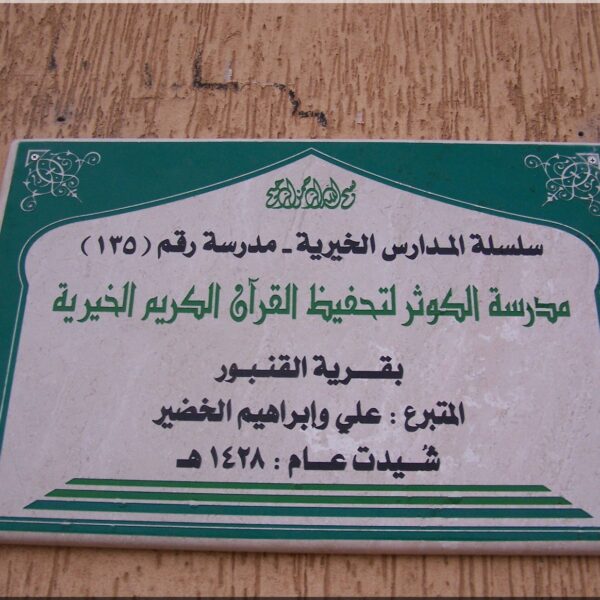 بسم الله الرحمن الرحيم
سلسلة المدارس الخيرية - مدرسة رقم (١٣٥)
مدرسة الكوثر لتحفيظ القرآن الكريم الخيرية
بقرية القنبور
المتبرع : علي وإبراهيم الخضير
شُيدت عام : ١٤٢٨ هـ